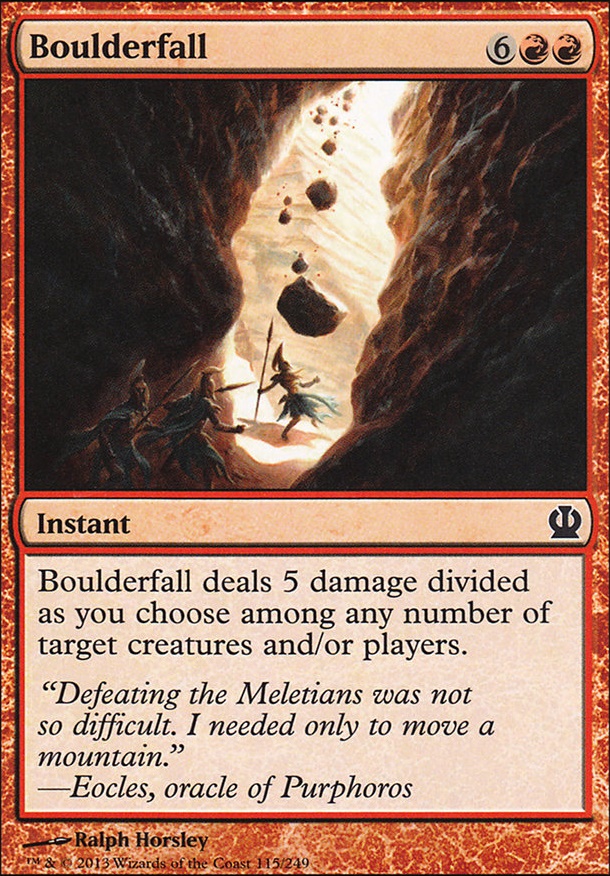 Boulderfall 6
Instant
Boulderfall deals 5 damage divided
as you choose among any number of
target creatures and/or players.
“Defeating the Meletians was not
so difficult. I needed only to move a
mountain.”
—Eocles, oracle of Purphoros
Ralph Horsley
™ & © 2013 Wizards of the Coast 115/249